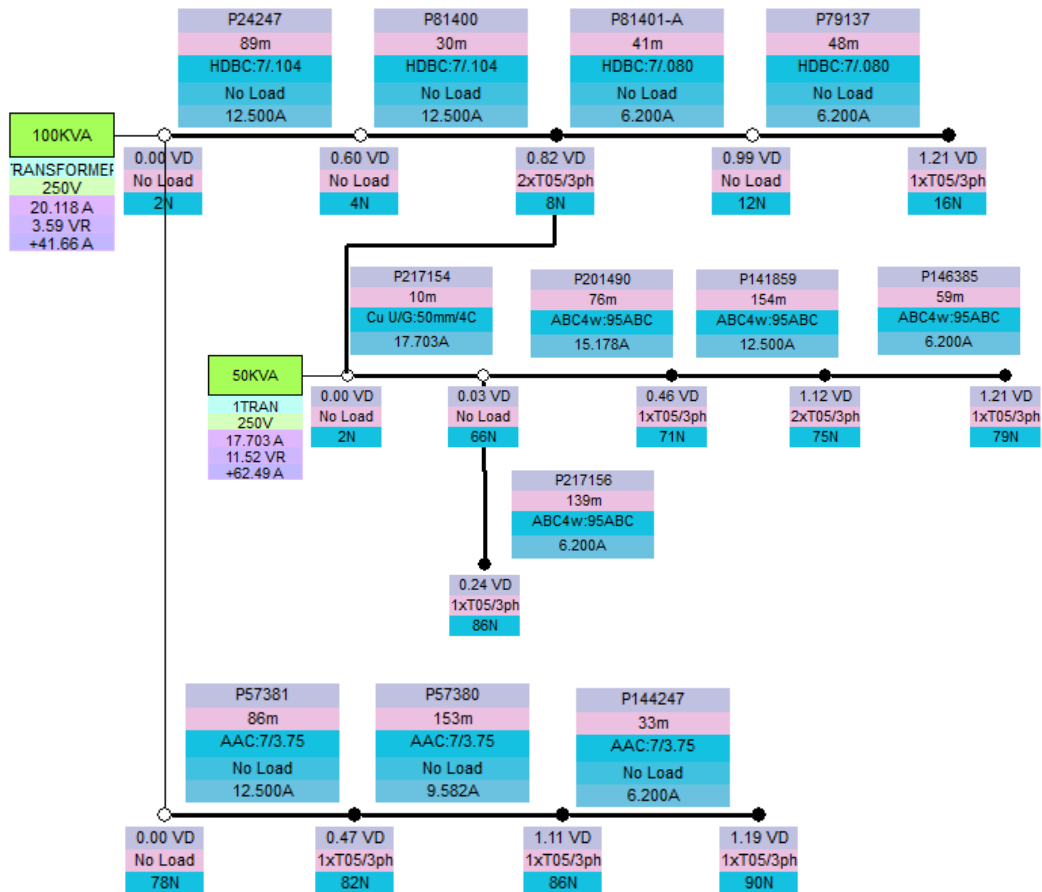 P24247
89m
HDBC:7/.104
No Load
12.500A
P81400
30m
HDBC:7/.104
No Load
12.500A
P81401-A
41m
HDBC:7/.080
No Load
6.200A
P79137
48m
HDBC:7/.080
No Load
6.200A
100KVA
TRANSFORMER
250V
20.118 A
3.59 VR
+41.66 A
0.00 VD
No Load
2N
0.60 VD
No Load
4N
0.82 VD
2xT05/3ph
8N
0.99 VD
No Load
12N
1.21 VD
1xT05/3ph
16N
P217154
10m
Cu U/G:50mm/4C
17.703A
P201490
76m
ABC4w:95ABC
15.178A
P141859
154m
ABC4w:95ABC
12.500A
P146385
59m
ABC4w:95ABC
6.200A
50KVA
1TRAN
250V
17.703 A
11.52 VR
+62.49 A
0.00 VD
No Load
2N
0.03 VD
No Load
66N
0.46 VD
1xT05/3ph
71N
1.12 VD
2xT05/3ph
75N
1.21 VD
1xT05/3ph
79N
P217156
139m
ABC4w:95ABC
6.200A
0.24 VD
1xT05/3ph
86N
P57381
86m
AAC:7/3.75
No Load
12.500A
P57380
153m
AAC:7/3.75
No Load
9.582A
P144247
33m
AAC:7/3.75
No Load
6.200A
0.00 VD
No Load
78N
0.47 VD
1xT05/3ph
82N
1.11 VD
1xT05/3ph
86N
1.19 VD
1xT05/3ph
90N